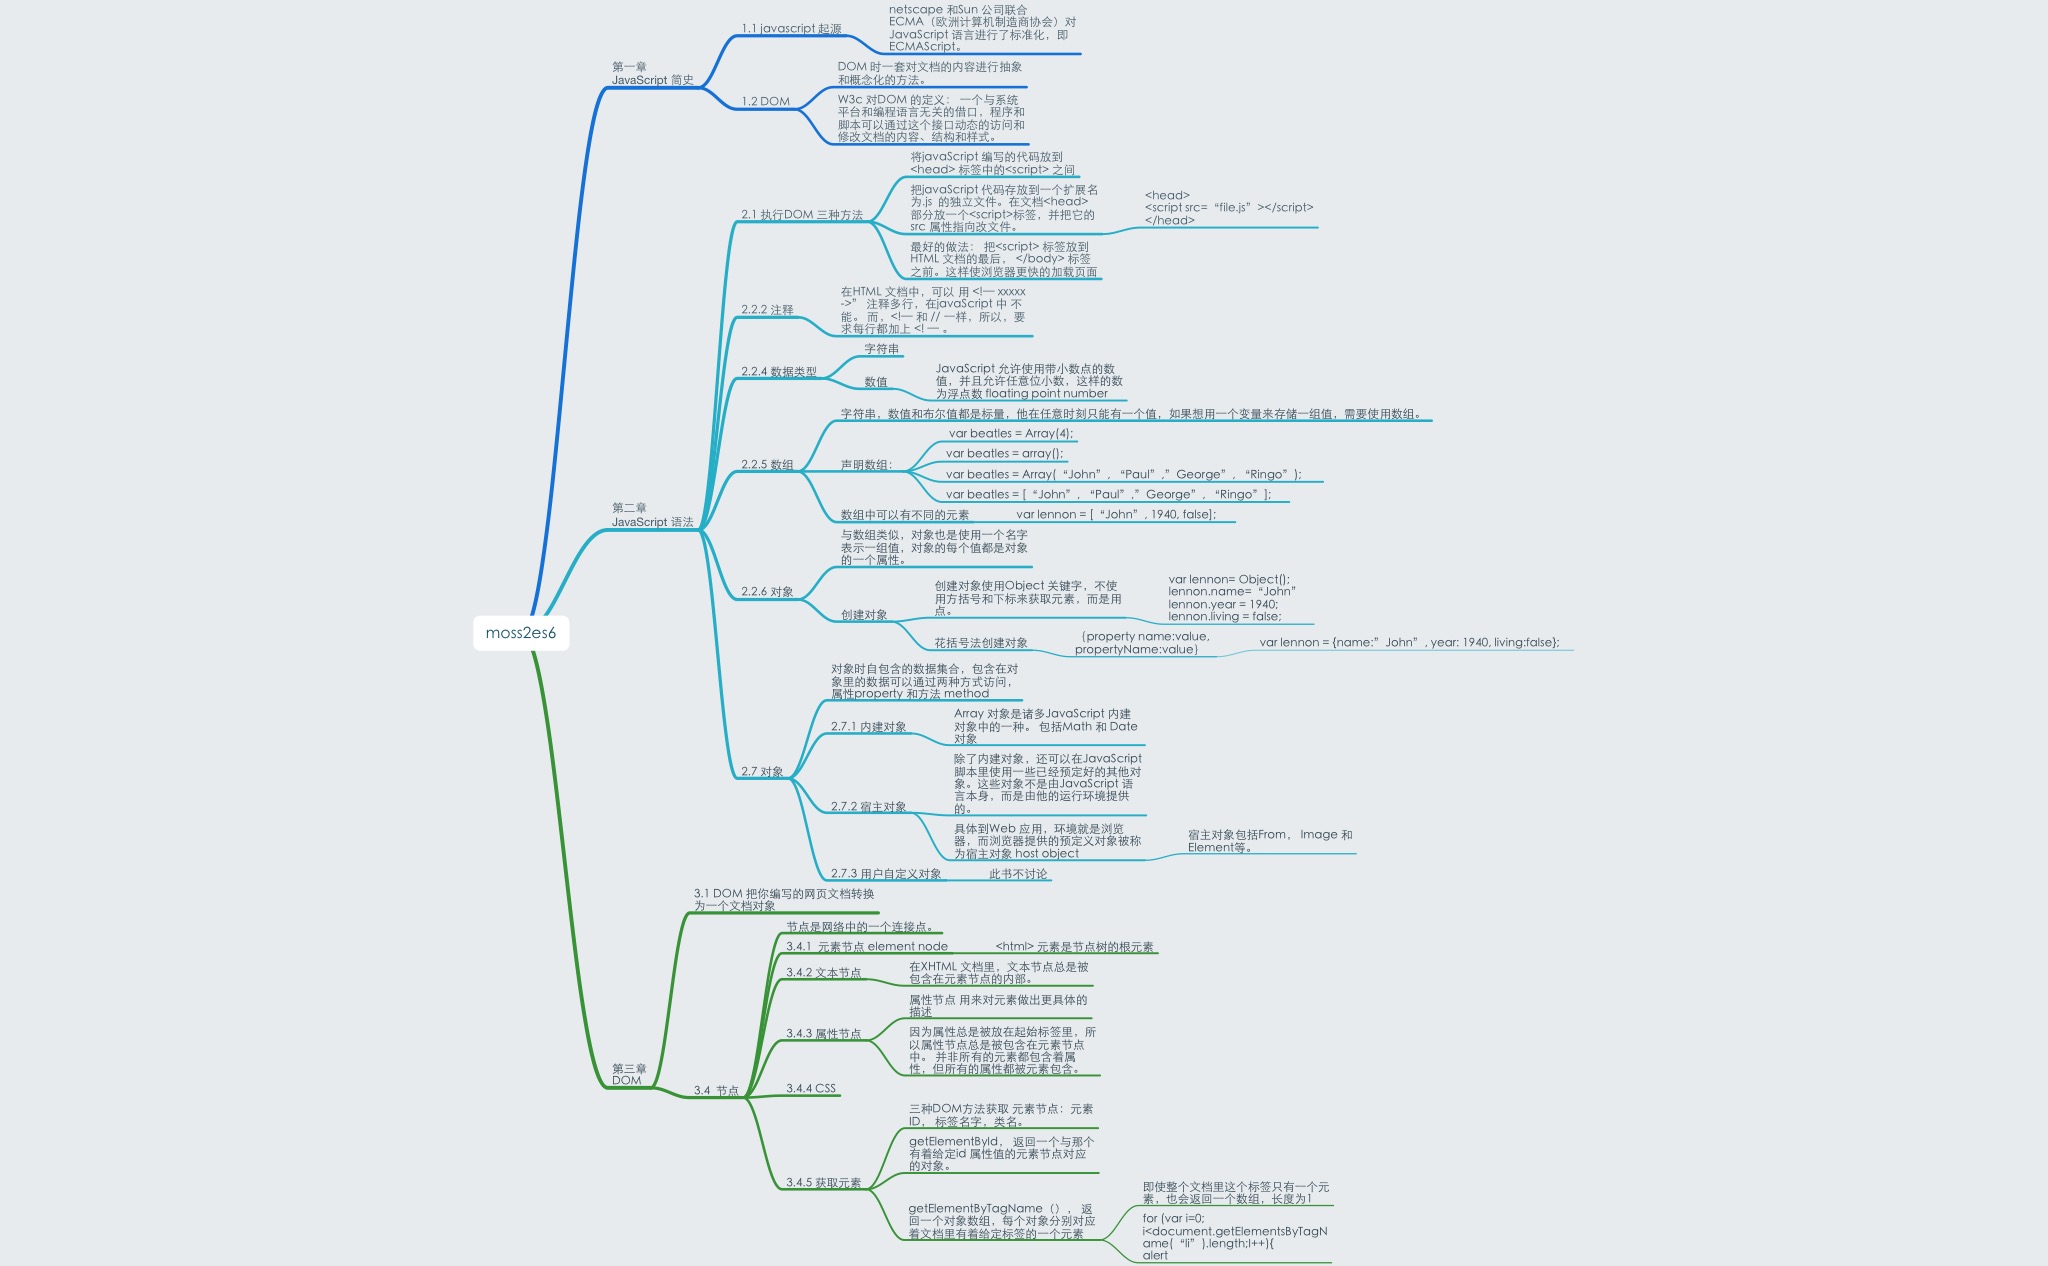 moss2es6
第一章
JavaScript 简史
1.1 javascript 起源
netscape 和Sun 公司联合
ECMA（欧洲计算机制造商协会）对
JavaScript 语言进行了标准化，即
ECMAScript。
1.2 DOM
DOM 时一套对文档的内容进行抽象
和概念化的方法。
W3c 对DOM 的定义： 一个与系统
平台和编程语言无关的借口，程序和
脚本可以通过这个接口动态的访问和
修改文档的内容、结构和样式。
第二章
JavaScript 语法
2.1 执行DOM 三种方法
将javaScript 编写的代码放到
<head> 标签中的<script> 之间
把javaScript 代码存放到一个扩展名
为.js 的独立文件。在文档<head>
部分放一个<script>标签，并把它的
src 属性指向改文件。
<head>
<script src= “file.js” ></script>
</head>
最好的做法： 把<script> 标签放到
HTML 文档的最后， </body> 标签
之前。这样使浏览器更快的加载页面
2.2.2 注释
在HTML 文档中，可以 用 <!— xxxxx
->” 注释多行，在javaScript 中 不
能。 而，<!— 和 // 一样，所以，要
求每行都加上 <! — 。
2.2.4 数据类型
字符串
数值
JavaScript 允许使用带小数点的数
值，并且允许任意位小数，这样的数
为浮点数 floating point number
2.2.5 数组
字符串，数值和布尔值都是标量，他在任意时刻只能有一个值，如果想用一个变量来存储一组值，需要使用数组。
声明数组：
var beatles = Array(4);
var beatles = array();
var beatles = Array( “John” , “Paul” ,” George” , “Ringo” );
var beatles = [ “John” , “Paul” ,” George” , “Ringo” ];
数组中可以有不同的元素
var lennon = [ “John” , 1940, false];
2.2.6 对象
与数组类似，对象也是使用一个名字
表示一组值，对象的每个值都是对象
的一个属性。
创建对象
创建对象使用Object 关键字，不使
用方括号和下标来获取元素，而是用
点。
var lennon= Object();
lennon.name= “John”
lennon.year = 1940;
lennon.living = false;
花括号法创建对象
{property name:value,
propertyName:value}
var lennon = {name:” John” , year: 1940, living:false};
2.7 对象
对象时自包含的数据集合，包含在对
象里的数据可以通过两种方式访问，
属性property 和方法 method
2.7.1 内建对象
Array 对象是诸多JavaScript 内建
对象中的一种。 包括Math 和 Date
对象
2.7.2 宿主对象
除了内建对象，还可以在JavaScript
脚本里使用一些已经预定好的其他对
象。这些对象不是由JavaScript 语
言本身，而是由他的运行环境提供
的。
具体到Web 应用，环境就是浏览
器，而浏览器提供的预定义对象被称
为宿主对象 host object
宿主对象包括From， Image 和
Element等。
2.7.3 用户自定义对象
此书不讨论
第三章
DOM
3.1 DOM 把你编写的网页文档转换
为一个文档对象
3.4 节点
节点是网络中的一个连接点。
3.4.1 元素节点 element node
<html> 元素是节点树的根元素
3.4.2 文本节点
在XHTML 文档里，文本节点总是被
包含在元素节点的内部。
3.4.3 属性节点
属性节点 用来对元素做出更具体的
描述
因为属性总是被放在起始标签里，所
以属性节点总是被包含在元素节点
中。 并非所有的元素都包含着属
性，但所有的属性都被元素包含。
3.4.4 CSS
3.4.5 获取元素
三种DOM方法获取 元素节点：元素
ID， 标签名字，类名。
getElementById， 返回一个与那个
有着给定id 属性值的元素节点对应
的对象。
getElementByTagName（）， 返
回一个对象数组，每个对象分别对应
着文档里有着给定标签的一个元素
即使整个文档里这个标签只有一个元
素，也会返回一个数组，长度为1
for (var i=0;
i<document.getElementsByTagN
ame( “li” ).length;I++){
alert